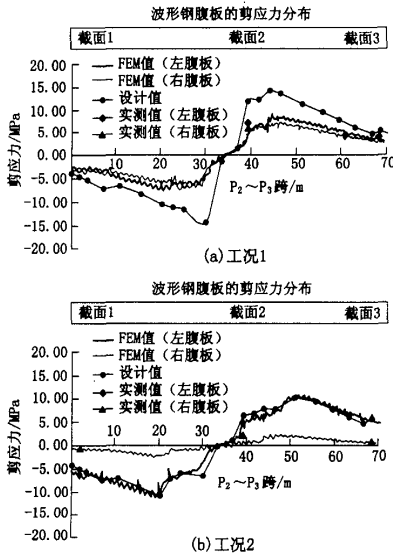 波形钢腹板的剪应力分布
截面1 截面2 截面3
FEM值(左腹板)
FEM值(右腹板)
设计值
实测值(左腹板)
实测值(右腹板)
20.00
15.00
10.00
5.00
0.00
-5.00
-10.00
-15.00
-20.00
剪应力/MPa
10 20 30 40 50 60 70
P₂~P₃跨/m
(a)工况1
波形钢腹板的剪应力分布
截面1 截面2 截面3
FEM值(左腹板)
FEM值(右腹板)
设计值
实测值(左腹板)
实测值(右腹板)
20.00
15.00
10.00
5.00
0.00
-5.00
-10.00
-15.00
-20.00
剪应力/MPa
10 20 30 40 50 60 70
P₂~P₃跨/m
(b)工况2